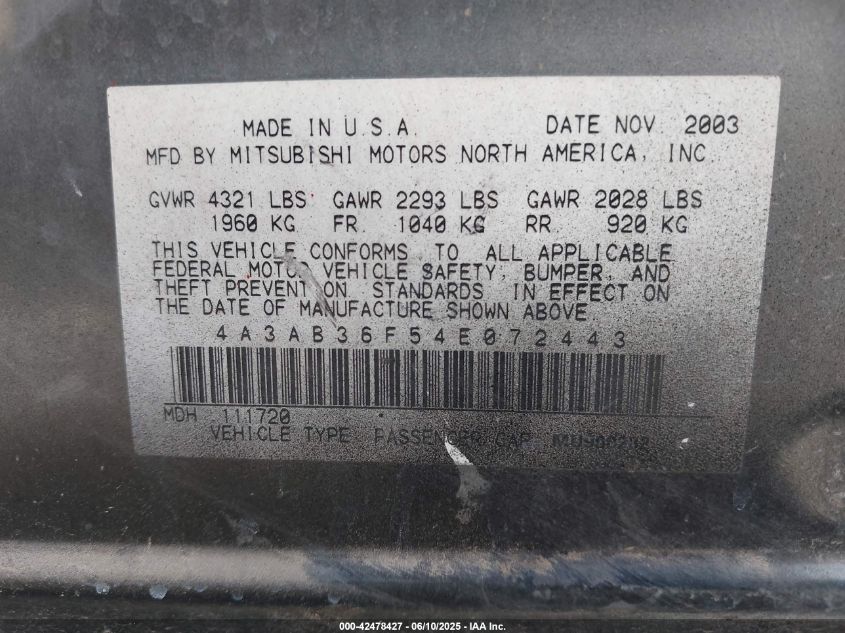 MADE IN U.S.A. DATE NOV. 2003
MFD BY MITSUBISHI MOTORS NORTH AMERICA, INC
GVWR 4321 LBS GAWR 2293 LBS GAWR 2028 LBS
1960 KG FR. 1040 KG RR. 920 KG
THIS VEHICLE CONFORMS TO ALL APPLICABLE
FEDERAL MOTOR VEHICLE SAFETY, BUMPER, AND
THEFT PREVENTION STANDARDS IN EFFECT ON
THE DATE OF MANUFACTURE SHOWN ABOVE
4A3AB36F54E072443
MDH 111720
VEHICLE TYPE PASSENGER CAR
000-42478427 - 06/10/2025 - IAA Inc.